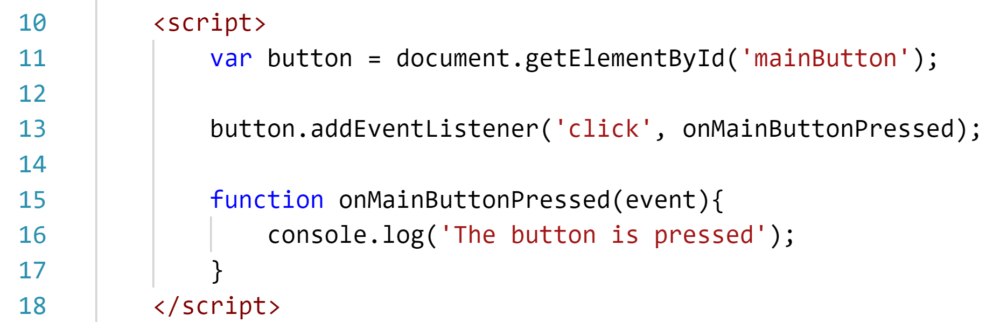 10 <script>
11 var button = document.getElementById('mainButton');
12
13 button.addEventListener('click', onMainButtonPressed);
14
15 function onMainButtonPressed(event){
16 console.log('The button is pressed');
17 }
18 </script>